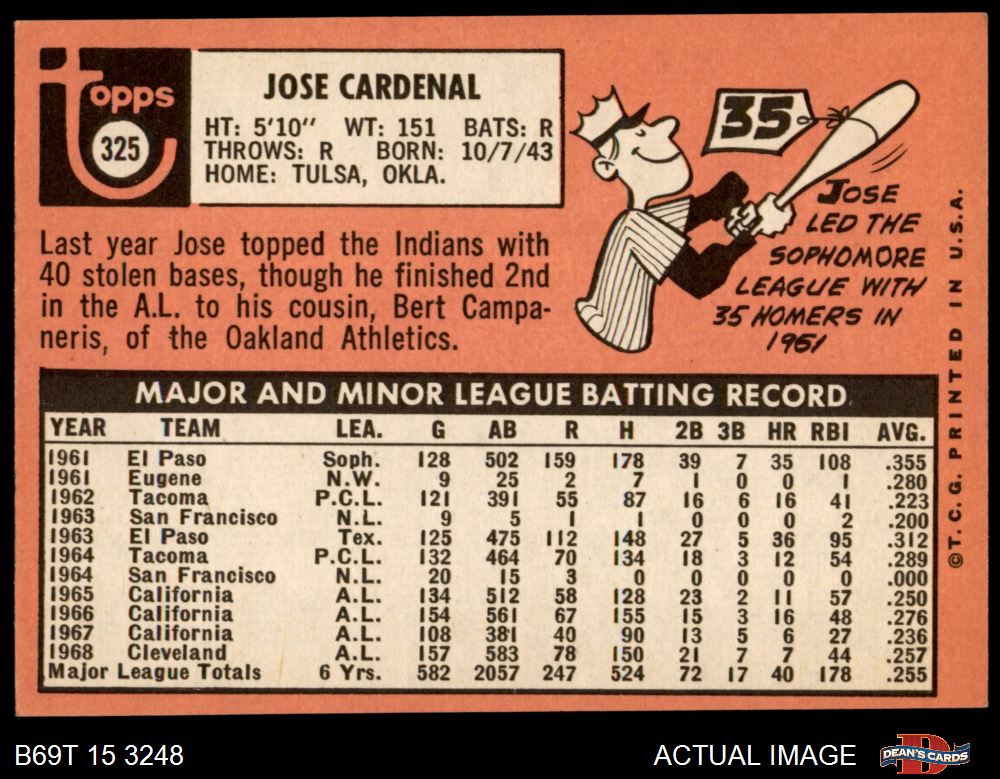 Topps
325
JOSE CARDENAL
HT: 5'10" WT: 151 BATS: R
THROWS: R BORN: 10/7/43
HOME: TULSA, OKLA.
Last year Jose topped the Indians with
40 stolen bases, though he finished 2nd
in the A.L. to his cousin, Bert Campa-
neris, of the Oakland Athletics.
35
JOSE
LED THE
SOPHOMORE
LEAGUE WITH
35 HOMERS IN
1961
MAJOR AND MINOR LEAGUE BATTING RECORD
YEAR TEAM LEA. G AB R H 2B 3B HR RBI AVG.
1961 El Paso Soph. 128 502 159 178 39 7 35 108 .355
1961 Eugene N.W. 9 25 2 7 1 0 0 1 .280
1962 Tacoma P.C.L. 121 391 55 87 16 6 16 41 .223
1963 San Francisco N.L. 9 5 1 1 0 0 0 2 .200
1963 El Paso Tex. 125 475 112 148 27 5 36 95 .312
1964 Tacoma P.C.L. 132 464 70 134 18 3 12 54 .289
1964 San Francisco N.L. 20 15 3 0 0 0 0 0 .000
1965 California A.L. 134 512 58 128 23 2 11 57 .250
1966 California A.L. 154 561 67 155 15 3 16 48 .276
1967 California A.L. 108 381 40 90 13 5 6 27 .236
1968 Cleveland A.L. 157 583 78 150 21 7 7 44 .257
Major League Totals 6 Yrs. 582 2057 247 524 72 17 40 178 .255
©T.C.G. PRINTED IN U.S.A.
B69T 15 3248
ACTUAL IMAGE
D
DEAN'S CARDS